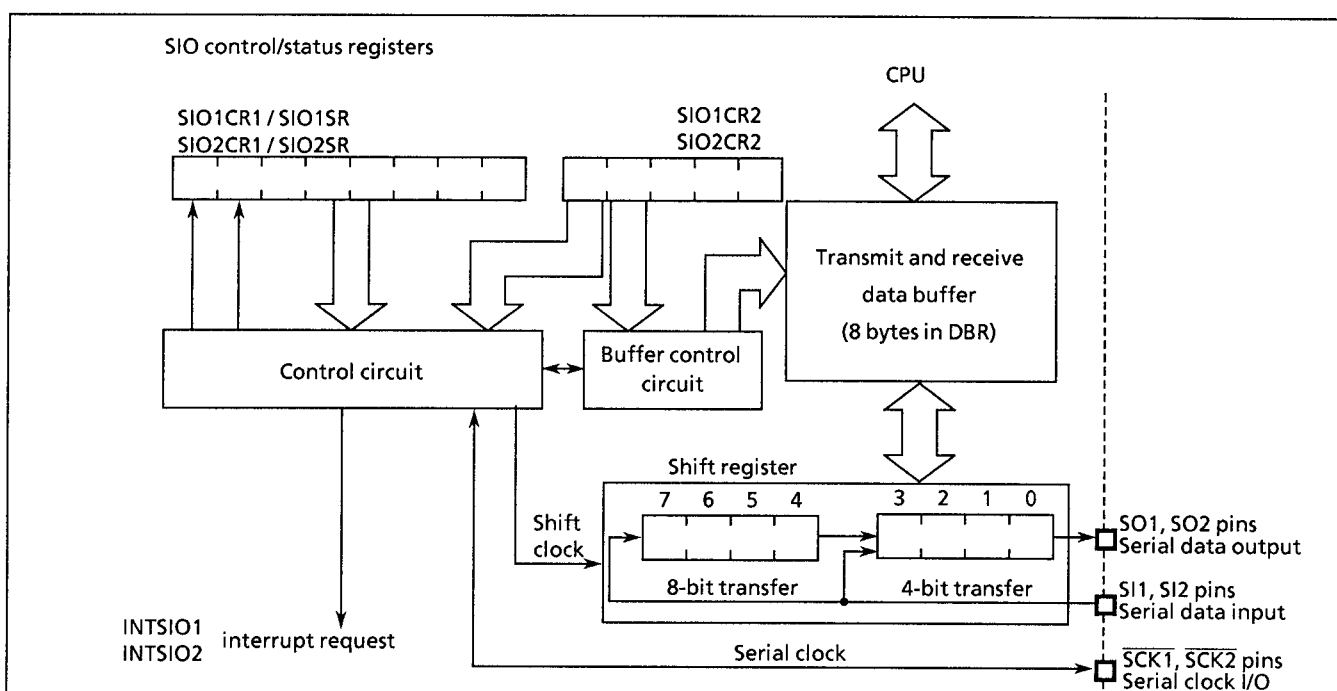 SIO control/status registers
CPU
SIO1CR1 / SIO1SR
SIO2CR1 / SIO2SR
SIO1CR2
SIO2CR2
Transmit and receive
data buffer
(8 bytes in DBR)
Control circuit
Buffer control
circuit
Shift register
7 6 5 4 3 2 1 0
Shift
clock
8-bit transfer
4-bit transfer
SO1, SO2 pins
Serial data output
SI1, SI2 pins
Serial data input
INTSIO1
INTSIO2
interrupt request
Serial clock
S̅C̅K̅1̅, S̅C̅K̅2̅ pins
Serial clock I/O